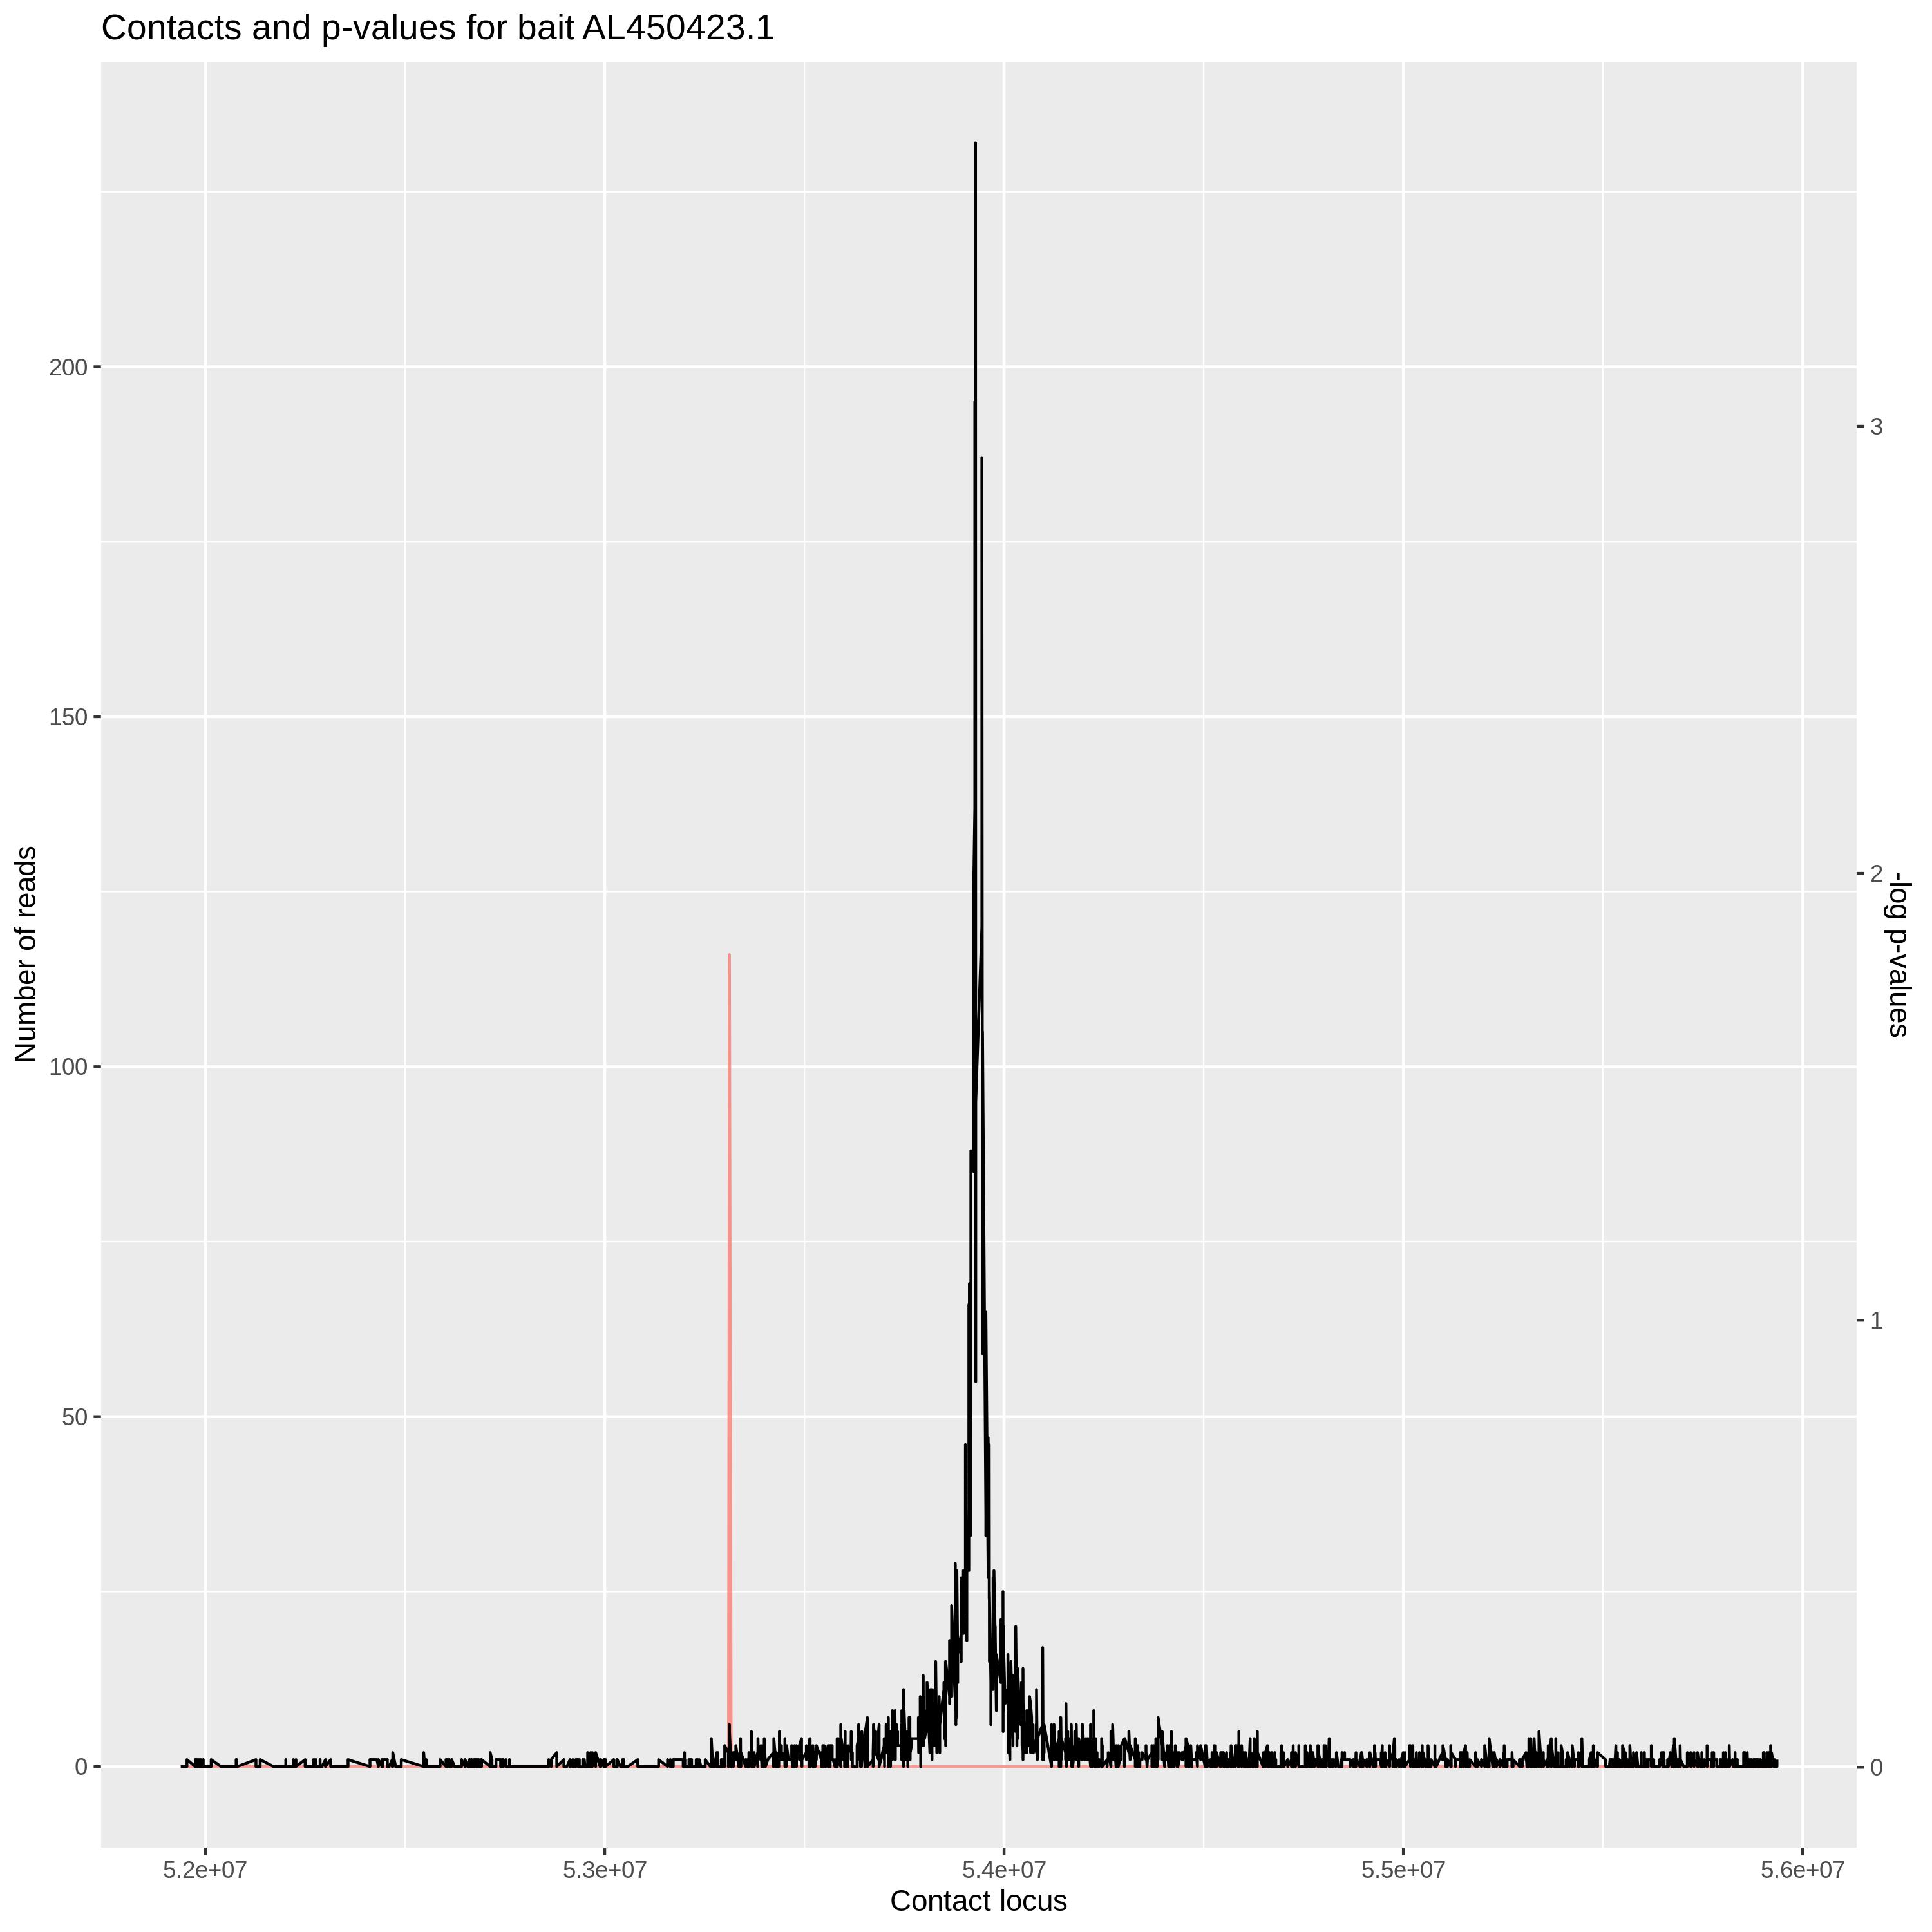 Contacts and p-values for bait AL450423.1
200
150
100
50
0
Number of reads
3
2
1
0
-log p-values
5.2e+07
5.3e+07
5.4e+07
5.5e+07
5.6e+07
Contact locus